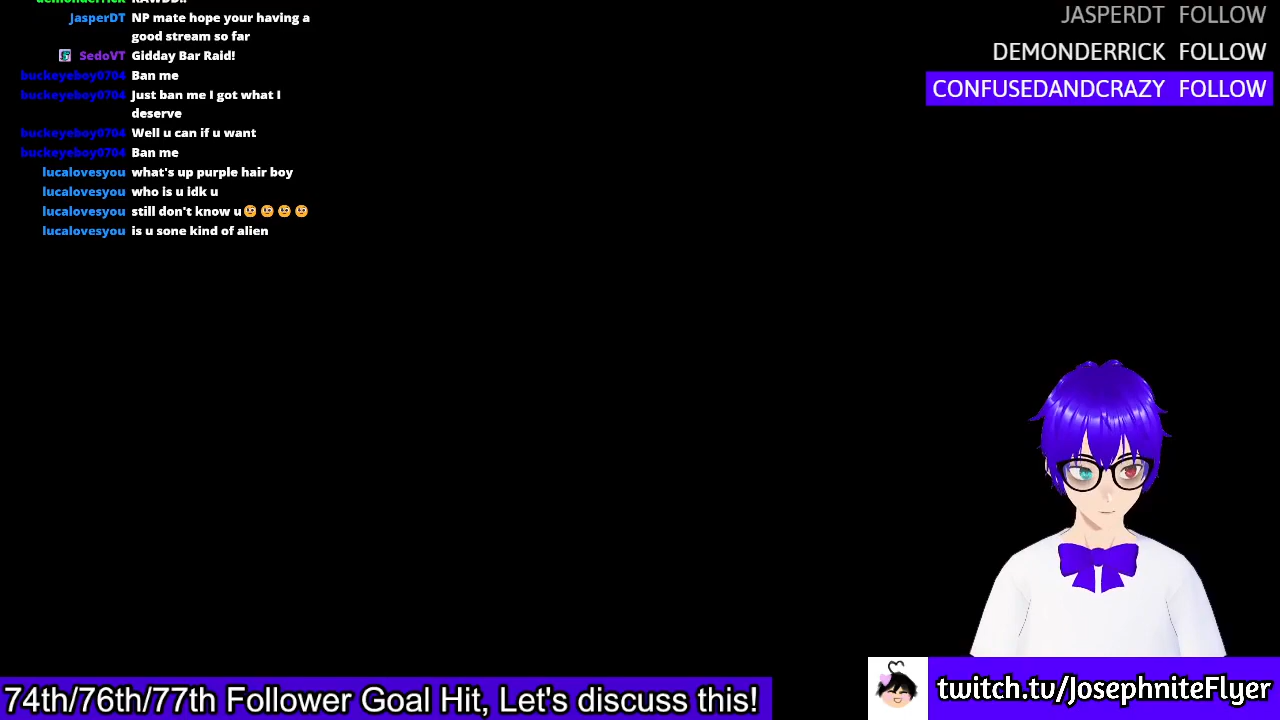 demonderrick RAWDD!!
JasperDT NP mate hope your having a
good stream so far
SedoVT Gidday Bar Raid!
buckeyeboy0704 Ban me
buckeyeboy0704 Just ban me I got what I
deserve
buckeyeboy0704 Well u can if u want
buckeyeboy0704 Ban me
lucalovesyou what's up purple hair boy
lucalovesyou who is u idk u
lucalovesyou still don't know u🤨 🤨 🤨 🤨
lucalovesyou is u sone kind of alien
JASPERDT FOLLOW
DEMONDERRICK FOLLOW
CONFUSEDANDCRAZY FOLLOW
74th/76th/77th Follower Goal Hit, Let's discuss this!
twitch.tv/JosephniteFlyer